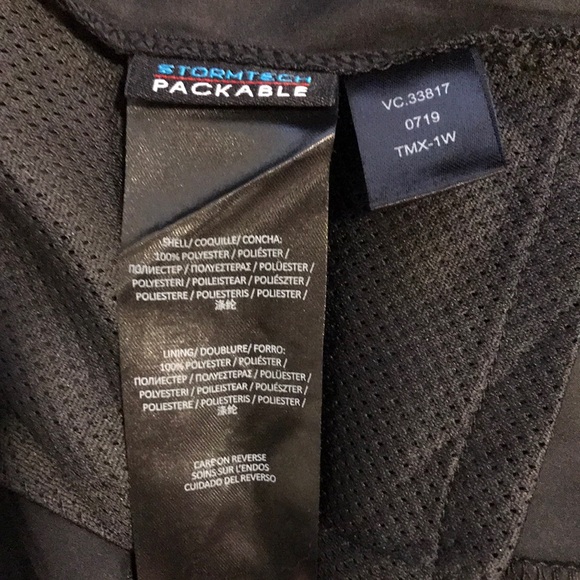 STORMTECH
PACKABLE
VC.33817
0719
TMX-1W
SHELL/ COQUILLE/ CONCHA:
100% POLYESTER / POLIÉSTER /
ПОЛИЕСТЕР / ΠΟΛΥΕΣΤΕΡΑΣ / POLÜESTER /
POLYESTERI / POILEISTEAR / POLIÉSZTER /
POLIESTERE / POLIESTERIS / POLIESTER /
涤纶
LINING/ DOUBLURE/ FORRO:
100% POLYESTER / POLIÉSTER /
ПОЛИЕСТЕР / ΠΟΛΥΕΣΤΕΡΑΣ / POLÜESTER /
POLYESTERI / POILEISTEAR / POLIÉSZTER /
POLIESTERE / POLIESTERIS / POLIESTER /
涤纶
CARE ON REVERSE
SOINS SUR L'ENDOS
CUIDADO DEL REVERSO